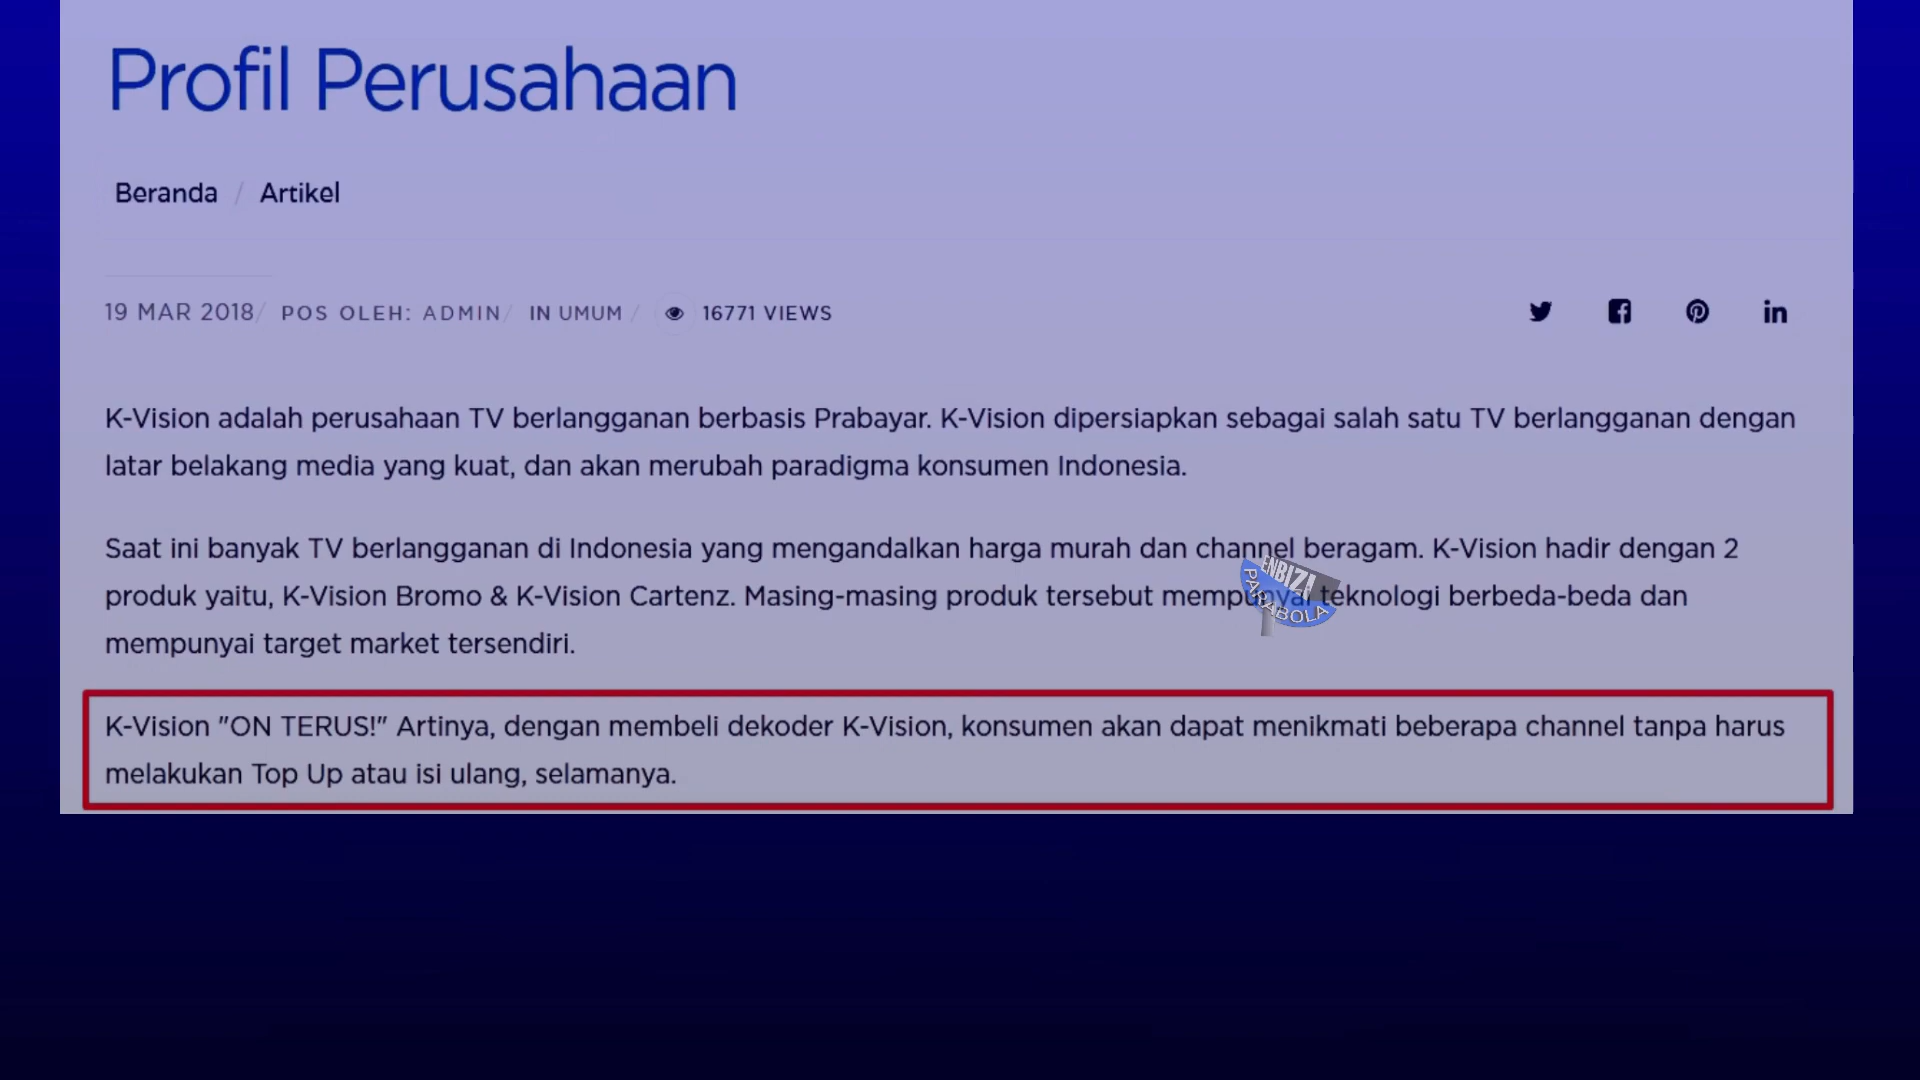 Profil Perusahaan
Beranda / Artikel
19 MAR 2018/ POS OLEH: ADMIN/ IN UMUM / 16771 VIEWS
K-Vision adalah perusahaan TV berlangganan berbasis Prabayar. K-Vision dipersiapkan sebagai salah satu TV berlangganan dengan
latar belakang media yang kuat, dan akan merubah paradigma konsumen Indonesia.
Saat ini banyak TV berlangganan di Indonesia yang mengandalkan harga murah dan channel beragam. K-Vision hadir dengan 2
produk yaitu, K-Vision Bromo & K-Vision Cartenz. Masing-masing produk tersebut mempunyai teknologi berbeda-beda dan
mempunyai target market tersendiri.
ENBIZI
PARABOLA
K-Vision "ON TERUS!" Artinya, dengan membeli dekoder K-Vision, konsumen akan dapat menikmati beberapa channel tanpa harus
melakukan Top Up atau isi ulang, selamanya.